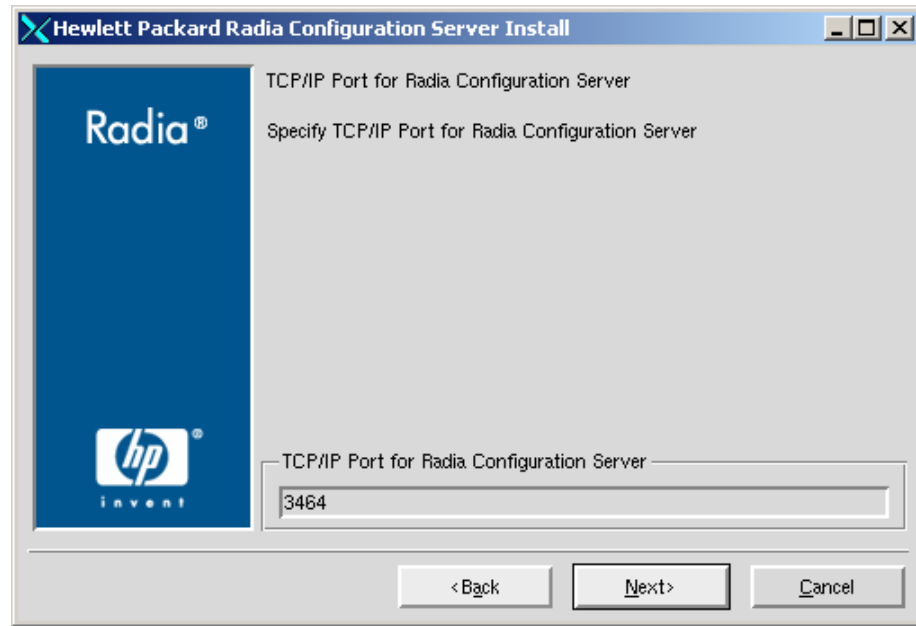 Hewlett Packard Radia Configuration Server Install
TCP/IP Port for Radia Configuration Server
Radia®
Specify TCP/IP Port for Radia Configuration Server
hp®
invent
TCP/IP Port for Radia Configuration Server
3464
<Back
Next>
Cancel